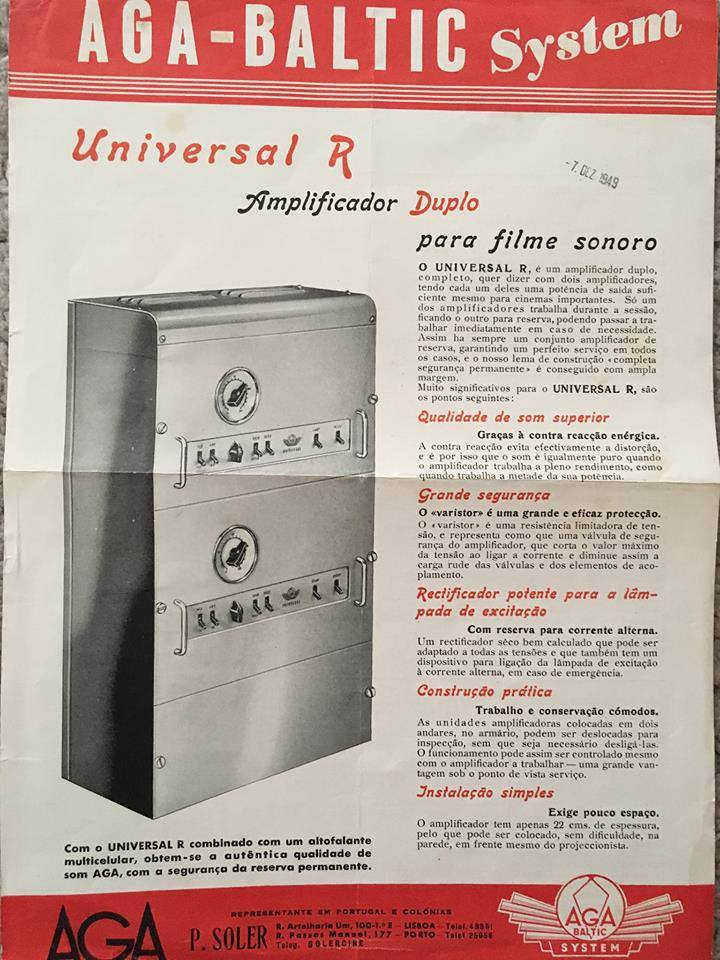 AGA-BALTIC System
Universal R
- 7. DEZ 1949
Amplificador Duplo
para filme sonoro
O UNIVERSAL R, é um amplificador duplo,
completo, quer dizer com dois amplificadores,
tendo cada um deles uma potência de saída sufi-
ciente mesmo para cinemas importantes. Só um
dos amplificadores trabalha durante a sessão,
ficando o outro para reserva, podendo passar a tra-
balhar imediatamente em caso de necessidade.
Assim ha sempre um conjunto amplificador de
reserva, garantindo um perfeito serviço em todos
os casos, e o nosso lema de construção «completa
segurança permanente» é conseguido com ampla
margem.
Muito significativos para o UNIVERSAL R, são
os pontos seguintes:
Qualidade de som superior
Graças à contra reacção enérgica.
A contra reacção evita efectivamente a distorção,
e é por isso que o som é igualmente puro quando
o amplificador trabalha a pleno rendimento, como
quando trabalha a metade da sua potência.
Grande segurança
O «varistor» é uma grande e eficaz protecção.
O «varistor» é uma resistência limitadora de ten-
são, e representa como que uma válvula de segu-
rança do amplificador, que corta o valor máximo
da tensão ao ligar a corrente e diminue assim a
carga rude das válvulas e dos elementos de aco-
plamento.
Rectificador potente para a lâm-
pada de excitação
Com reserva para corrente alterna.
Um rectificador sêco bem calculado que pode ser
adaptado a todas as tensões e que também tem um
dispositivo para ligação da lâmpada de excitação
à corrente alterna, em caso de emergência.
Construção prática
Trabalho e conservação cómodos.
As unidades amplificadoras colocadas em dois
andares, no armário, podem ser deslocadas para
inspecção, sem que seja necessário desligá-las.
O funcionamento pode assim ser controlado mesmo
com o amplificador a trabalhar — uma grande van-
tagem sob o ponto de vista serviço.
Instalação simples
Exige pouco espaço.
O amplificador tem apenas 22 cms. de espessura,
pelo que pode ser colocado, sem dificuldade, na
parede, em frente mesmo do projeccionista.
Com o UNIVERSAL R combinado com um altofalante
multicelular, obtem-se a autêntica qualidade de
som AGA, com a segurança da reserva permanente.
AGA
REPRESENTANTE EM PORTUGAL E COLÓNIAS
P. SOLER
R. Artelharia Um, 100-1.º E — LISBOA — Telef. 43351
R. Passos Manuel, 177 — PORTO — Telef 25056
Teleg. SOLERCINE
AGA
BALTIC
SYSTEM